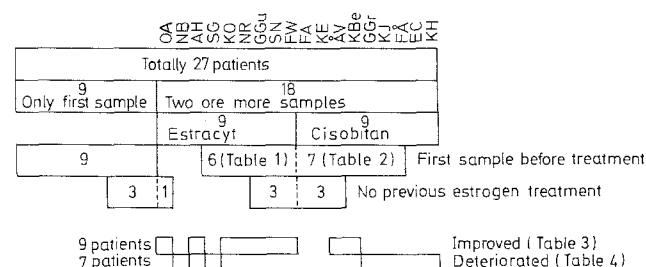 OA NB AH SG KO NR GGu SN FW FA KE ÅV KBe GGr KJ FÅ EC KH
Totally 27 patients
9 18
Only first sample Two ore more samples
9 9
Estracyt Cisobitan
9 6 (Table 1) 7 (Table 2) First sample before treatment
3 1 3 3 No previous estrogen treatment
9 patients Improved ( Table 3)
7 patients Deteriorated ( Table 4)